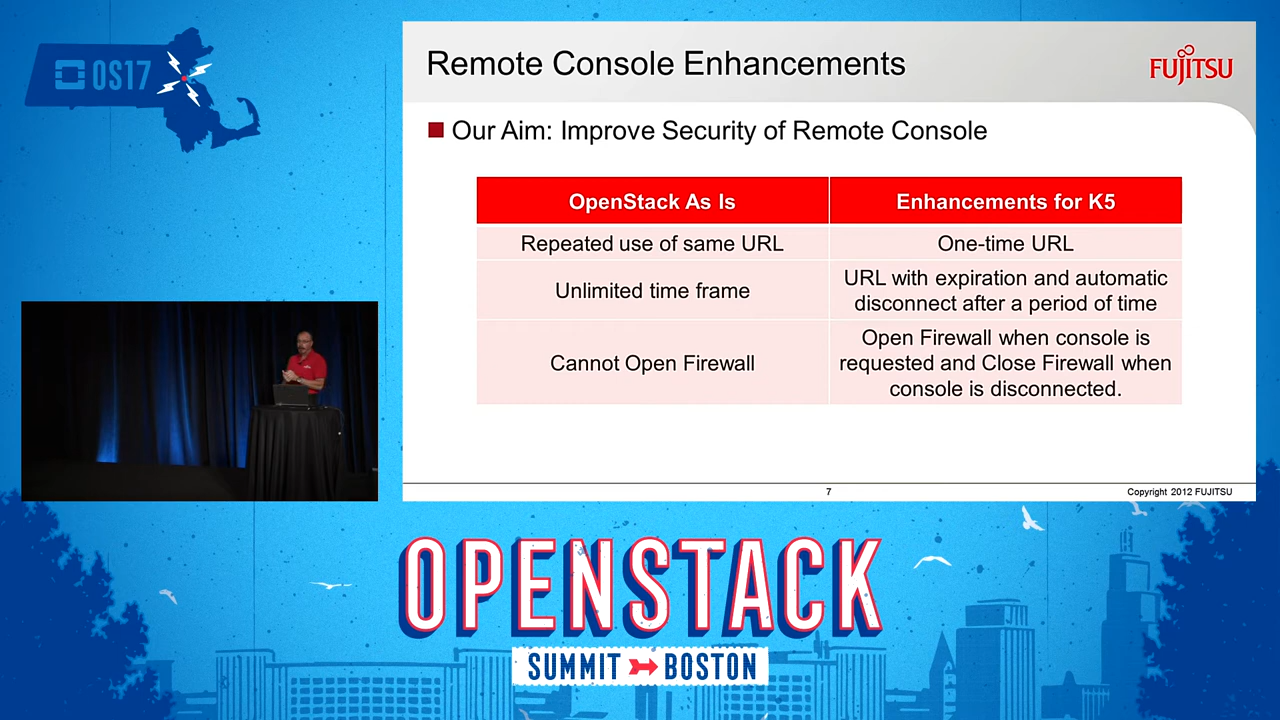 OS17
Remote Console Enhancements
FUJITSU
Our Aim: Improve Security of Remote Console
OpenStack As Is
Enhancements for K5
Repeated use of same URL
One-time URL
Unlimited time frame
URL with expiration and automatic
disconnect after a period of time
Cannot Open Firewall
Open Firewall when console is
requested and Close Firewall when
console is disconnected.
7
Copyright 2012 FUJITSU
OPENSTACK
SUMMIT BOSTON